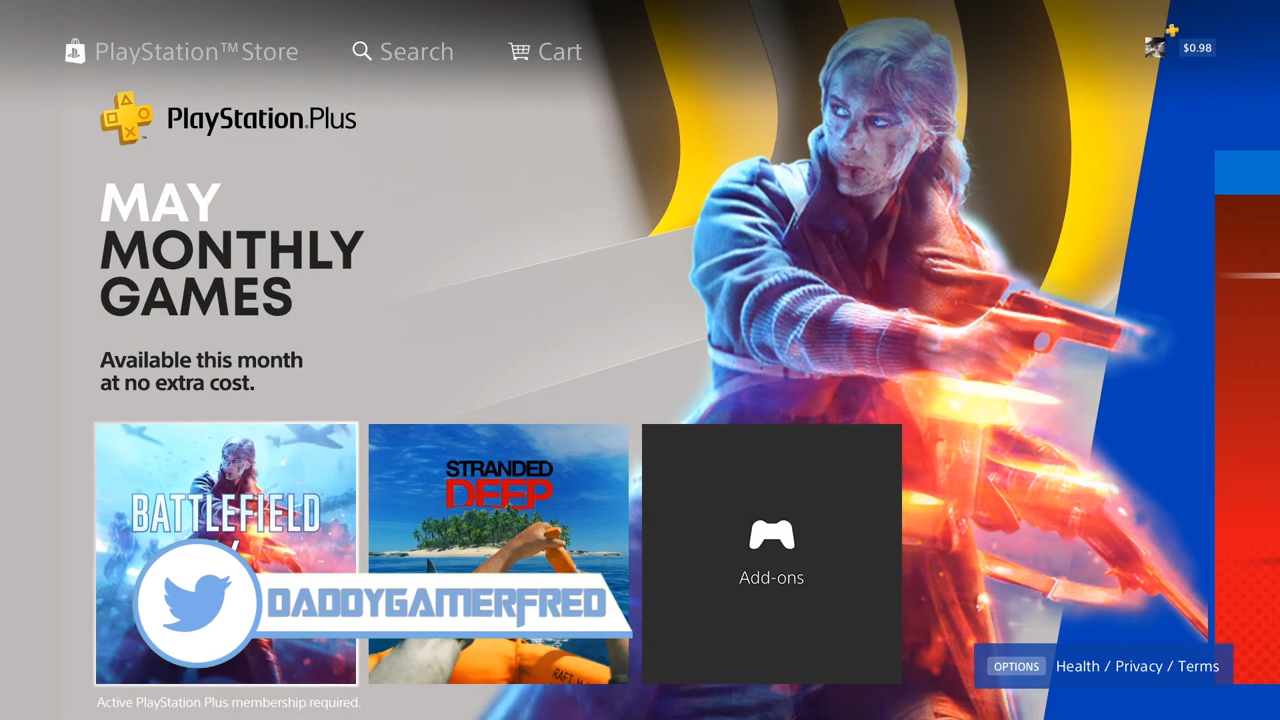 PlayStation™Store
Search
Cart
$0.98
PlayStation®Plus
MAY
MONTHLY
GAMES
Available this month
at no extra cost.
BATTLEFIELD
STRANDED
DEEP
Add-ons
DADDYGAMERFRED
RAFT
OPTIONS Health / Privacy / Terms
Active PlayStation Plus membership required.